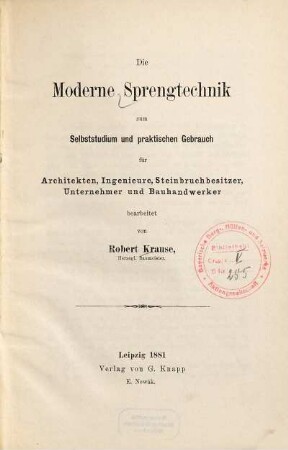 Die
Moderne Sprengtechnik
zum
Selbststudium und praktischen Gebrauch
für
Architekten, Ingenieure, Steinbruchbesitzer,
Unternehmer und Bauhandwerker
bearbeitet
von
Robert Krause,
Herzogl. Baumeister.
Leipzig 1881
Verlag von G. Knapp
E. Nowák.